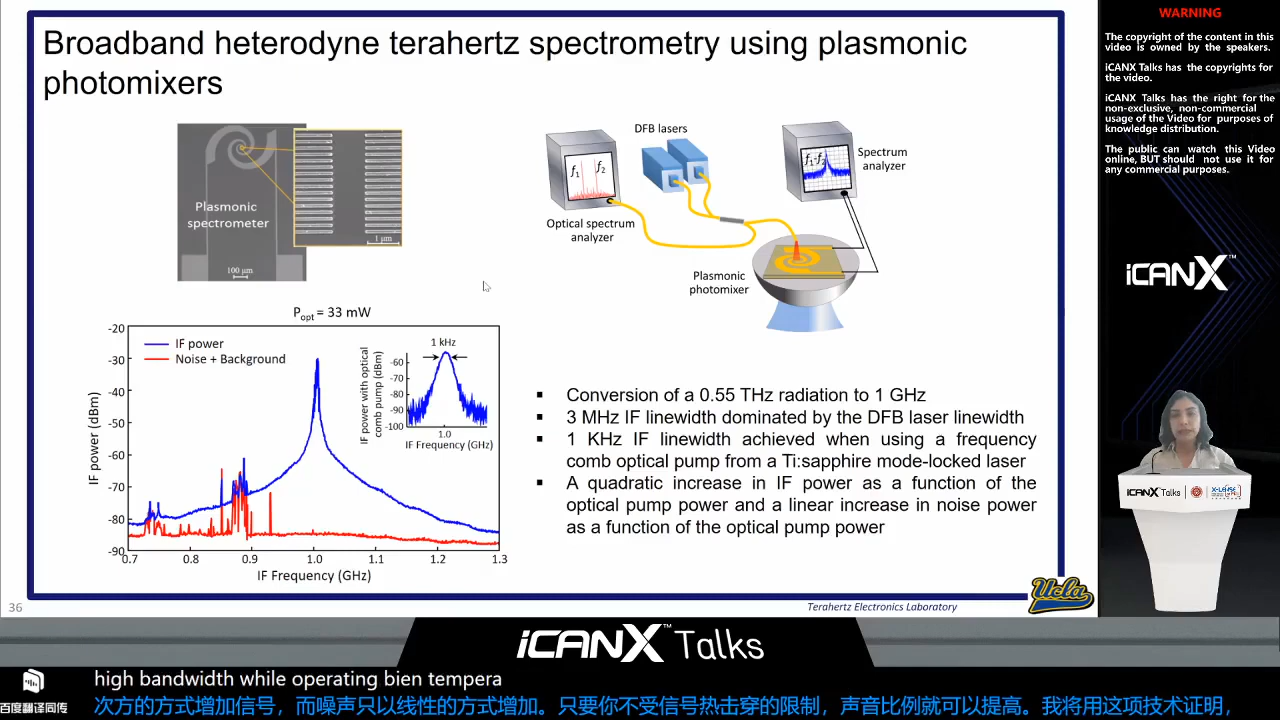 Broadband heterodyne terahertz spectrometry using plasmonic
photomixers
Plasmonic
spectrometer
100 μm
1 μm
DFB lasers
f1
f2
Optical spectrum
analyzer
f1-f2
Spectrum
analyzer
Plasmonic
photomixer
Popt = 33 mW
IF power
Noise + Background
-20
-30
-40
-50
-60
-70
-80
-90
IF power (dBm)
0.7
0.8
0.9
1.0
1.1
1.2
1.3
IF Frequency (GHz)
1 kHz
IF power with optical
comb pump (dBm)
-60
-70
-80
-90
-100
1.0
IF Frequency (GHz)
▪ Conversion of a 0.55 THz radiation to 1 GHz
▪ 3 MHz IF linewidth dominated by the DFB laser linewidth
▪ 1 KHz IF linewidth achieved when using a frequency
comb optical pump from a Ti:sapphire mode-locked laser
▪ A quadratic increase in IF power as a function of the
optical pump power and a linear increase in noise power
as a function of the optical pump power
36
Terahertz Electronics Laboratory
Ucla
WARNING
The copyright of the content in this
video is owned by the speakers.
iCANX Talks has the copyrights for
the video.
iCANX Talks has the right for the
non-exclusive, non-commercial
usage of the Video for purposes of
knowledge distribution.
The public can watch this Video
online, BUT should not use it for
any commercial purposes.
iCANX™
iCANX Talks
iCANX™ Talks
high bandwidth while operating bien tempera
百度翻译同传
次方的方式增加信号，而噪声只以线性的方式增加。只要你不受信号热击穿的限制，声音比例就可以提高。我将用这项技术证明，